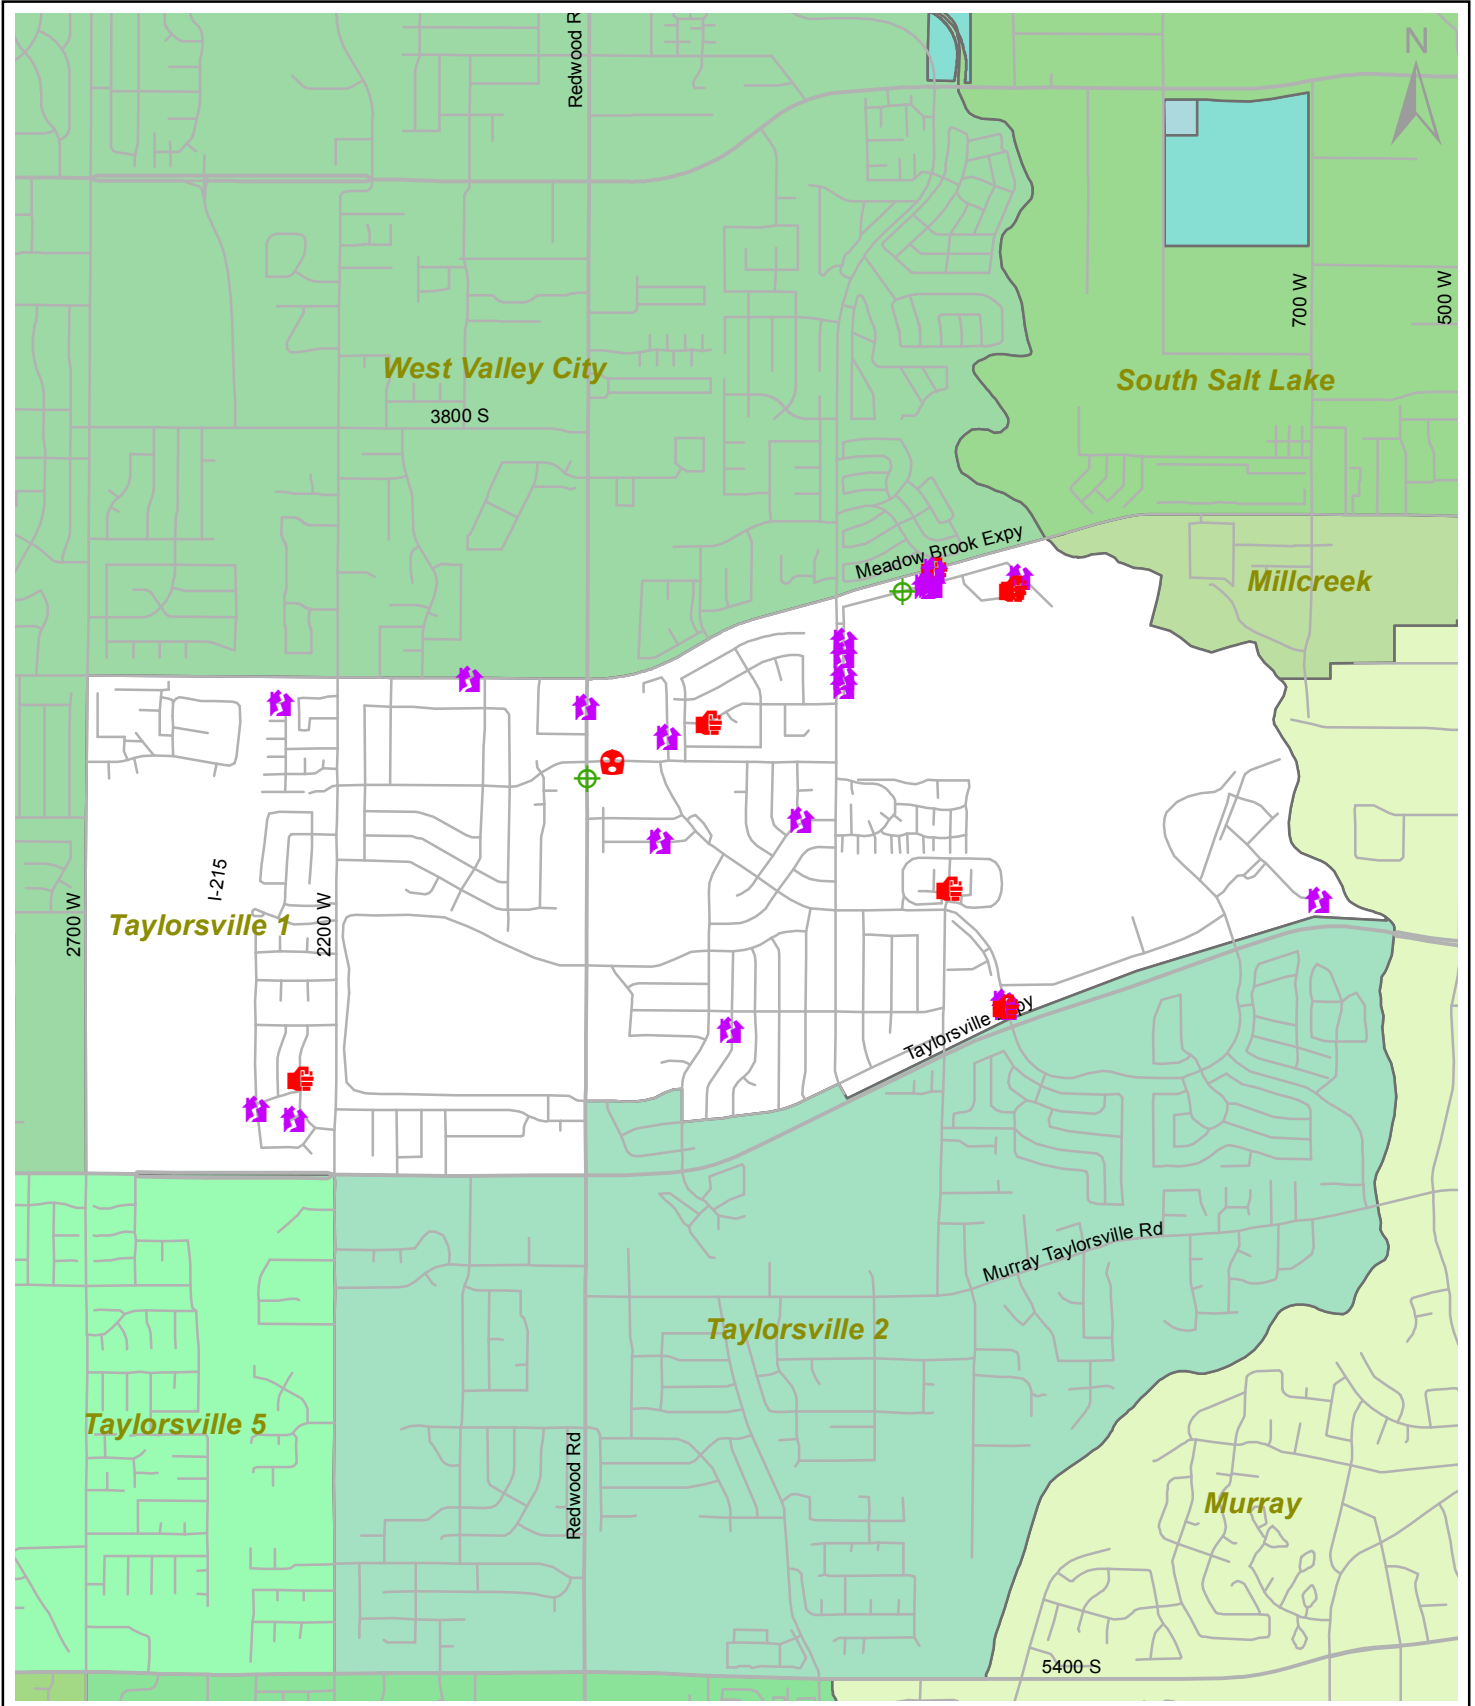 Redwood R
N
700 W
500 W
West Valley City
South Salt Lake
3800 S
Meadow Brook Expy
Millcreek
I-215
2700 W
Taylorsville 1
2200 W
Taylorsville
py
Murray Taylorsville Rd
Taylorsville 2
Taylorsville 5
Redwood Rd
Murray
5400 S